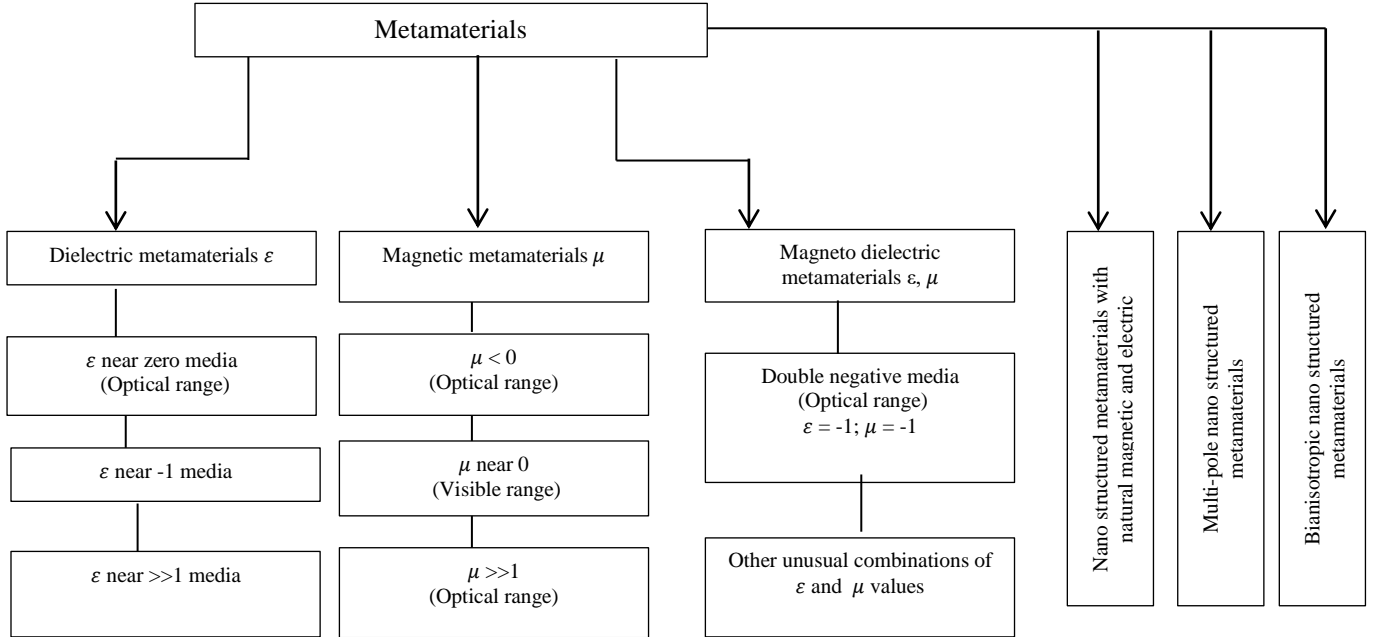 Metamaterials
Dielectric metamaterials ε
ε near zero media
(Optical range)
ε near -1 media
ε near >>1 media
Magnetic metamaterials μ
μ < 0
(Optical range)
μ near 0
(Visible range)
μ >>1
(Optical range)
Magneto dielectric
metamaterials ε, μ
Double negative media
(Optical range)
ε = -1; μ = -1
Other unusual combinations of
ε and μ values
Nano structured metamaterials with
natural magnetic and electric
Multi-pole nano structured
metamaterials
Bianisotropic nano structured
metamaterials